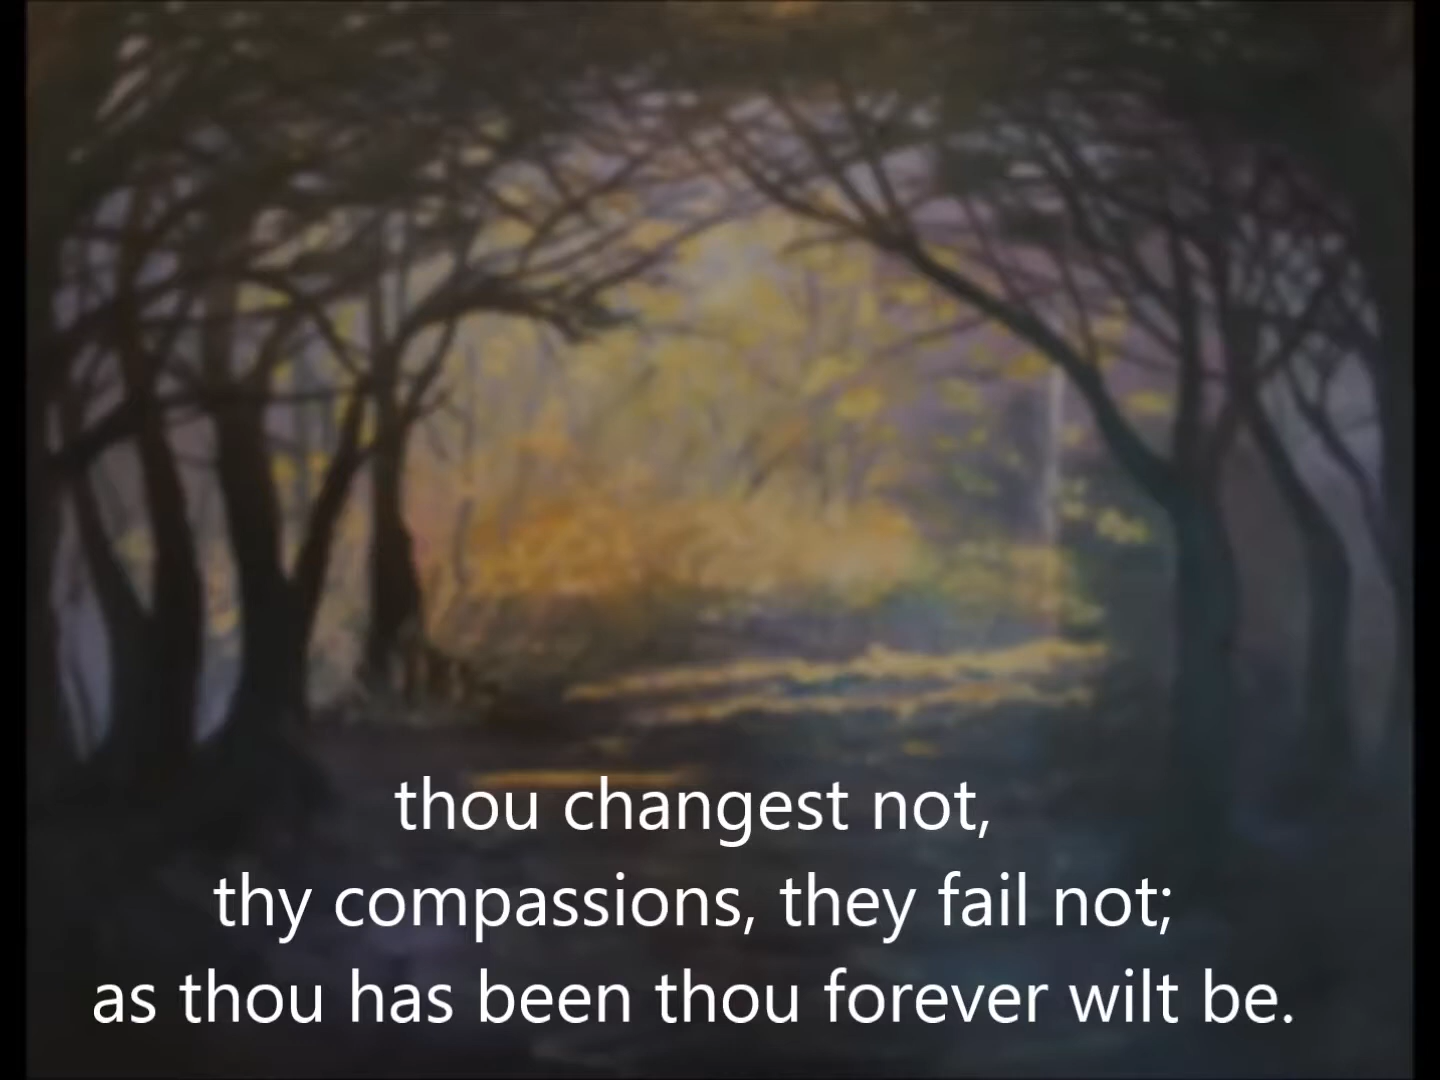 thou changest not,
thy compassions, they fail not;
as thou has been thou forever wilt be.